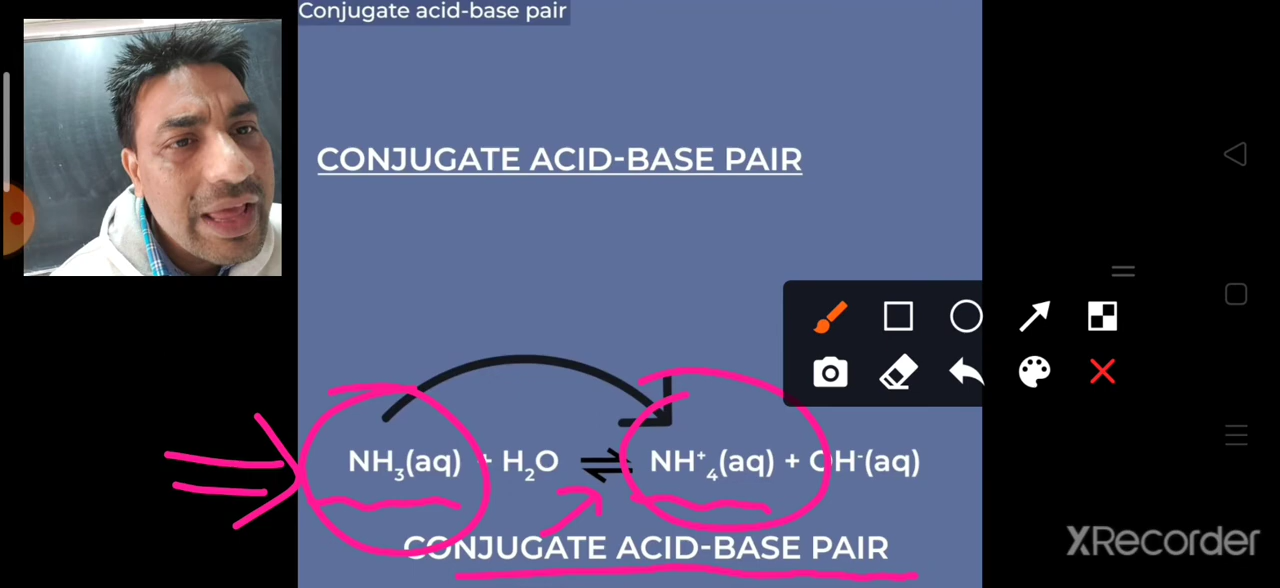 Conjugate acid-base pair
CONJUGATE ACID-BASE PAIR
NH₃(aq) + H₂O ⇌ NH⁺₄(aq) + OH⁻(aq)
CONJUGATE ACID-BASE PAIR
XRecorder